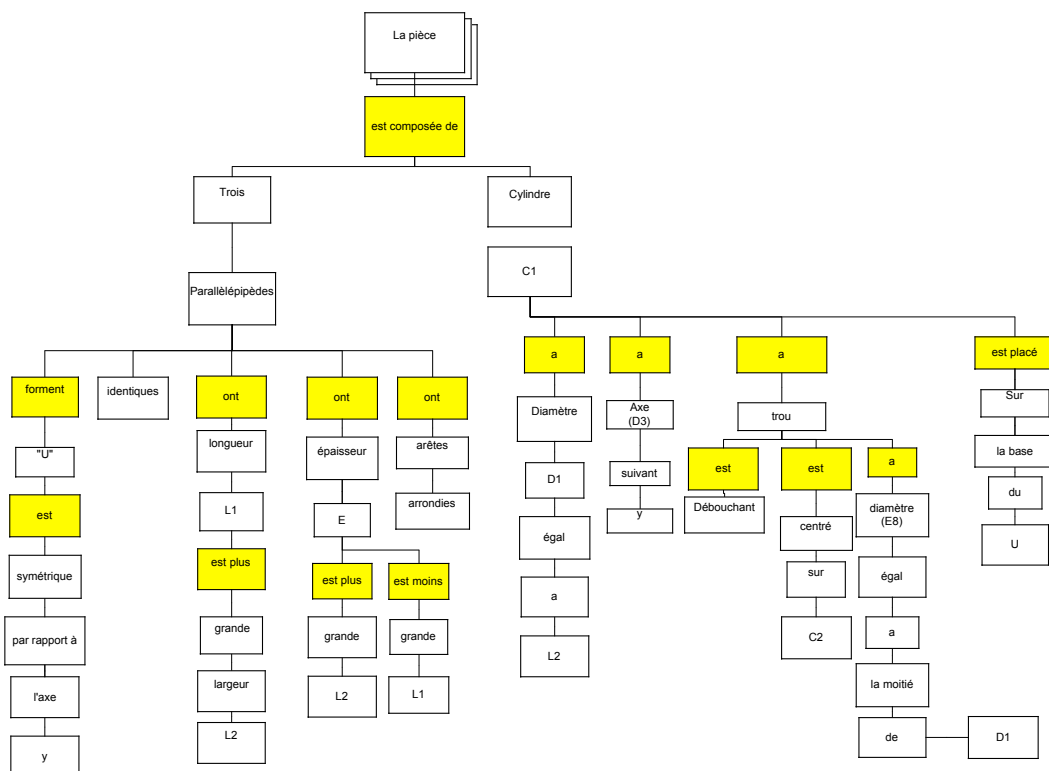 La pièce
est composée de
Trois
Cylindre
C1
Parallèlépipèdes
a
a
a
est placé
forment
identiques
ont
ont
ont
Diamètre
Axe
(D3)
trou
Sur
"U"
longueur
épaisseur
arêtes
D1
suivant
est
est
a
la base
est
L1
E
arrondies
égal
y
Débouchant
centré
diamètre
(E8)
du
symétrique
est plus
est plus
est moins
a
sur
égal
U
par rapport à
grande
grande
grande
L2
C2
a
l'axe
largeur
L2
L1
la moitié
y
L2
de
D1